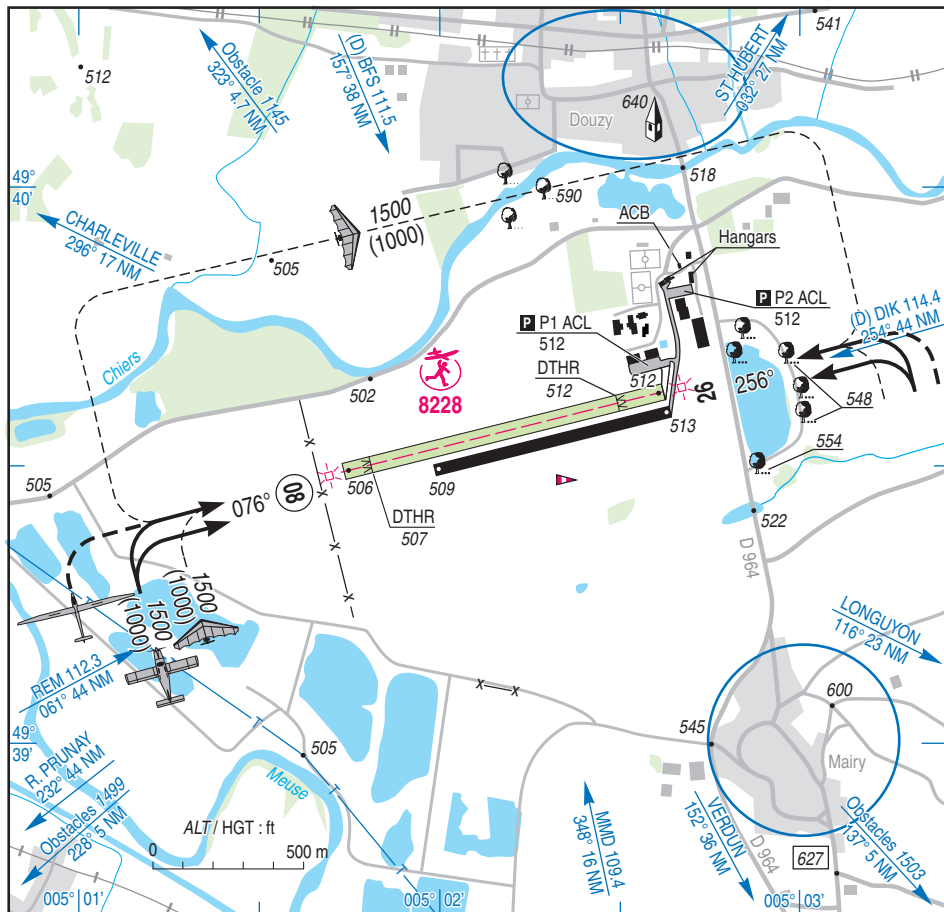 541
512
Obstacle 1145
323° 4.7 NM
(D) BFS 111.5
157° 38 NM
ST HUBERT
032° 27 NM
640
Douzy
518
49°
40'
590
ACB
Hangars
1500
(1000)
CHARLEVILLE
296° 17 NM
505
P P2 ACL
512
(D) DIK 114.4
254° 44 NM
P P1 ACL
512
Chiers
DTHR
512
512
26
256°
502
8228
548
513
554
505
506
509
08
076°
DTHR
507
522
D 964
1500
(1000)
1500
(1000)
LONGUYON
116° 23 NM
REM 112.3
061° 44 NM
x x
600
49°
39'
505
545
Mairy
R. PRUNAY
232° 44 NM
Meuse
Obstacles 1499
228° 5 NM
ALT / HGT : ft
0 500 m
MMD 109.4
348° 16 NM
VERDUN
152° 36 NM
D 964
627
Obstacles 1503
137° 5 NM
005° 01'
005° 02'
005° 03'